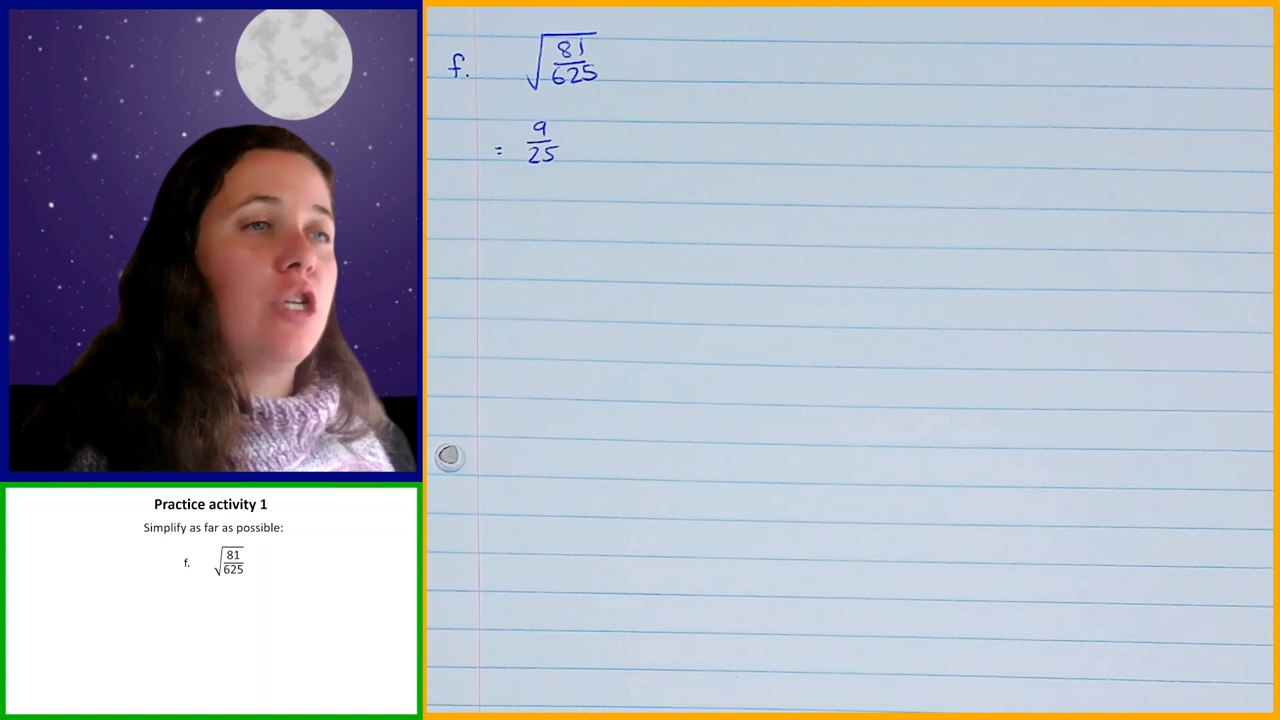 f. √81/625
= 9/25
Practice activity 1
Simplify as far as possible:
f. √81/625